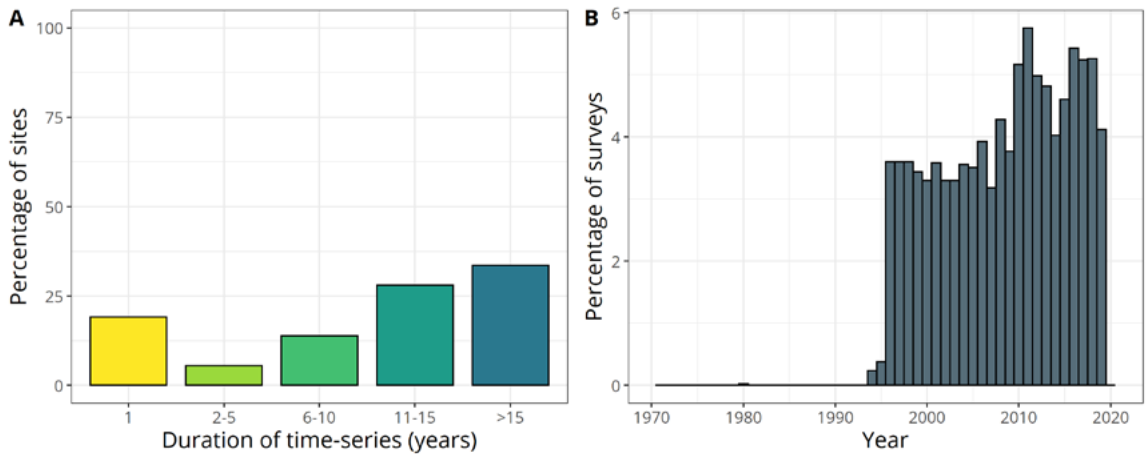 A
Percentage of sites
100
75
50
25
0
1 2-5 6-10 11-15 >15
Duration of time-series (years)
B
Percentage of surveys
6
4
2
0
1970 1980 1990 2000 2010 2020
Year